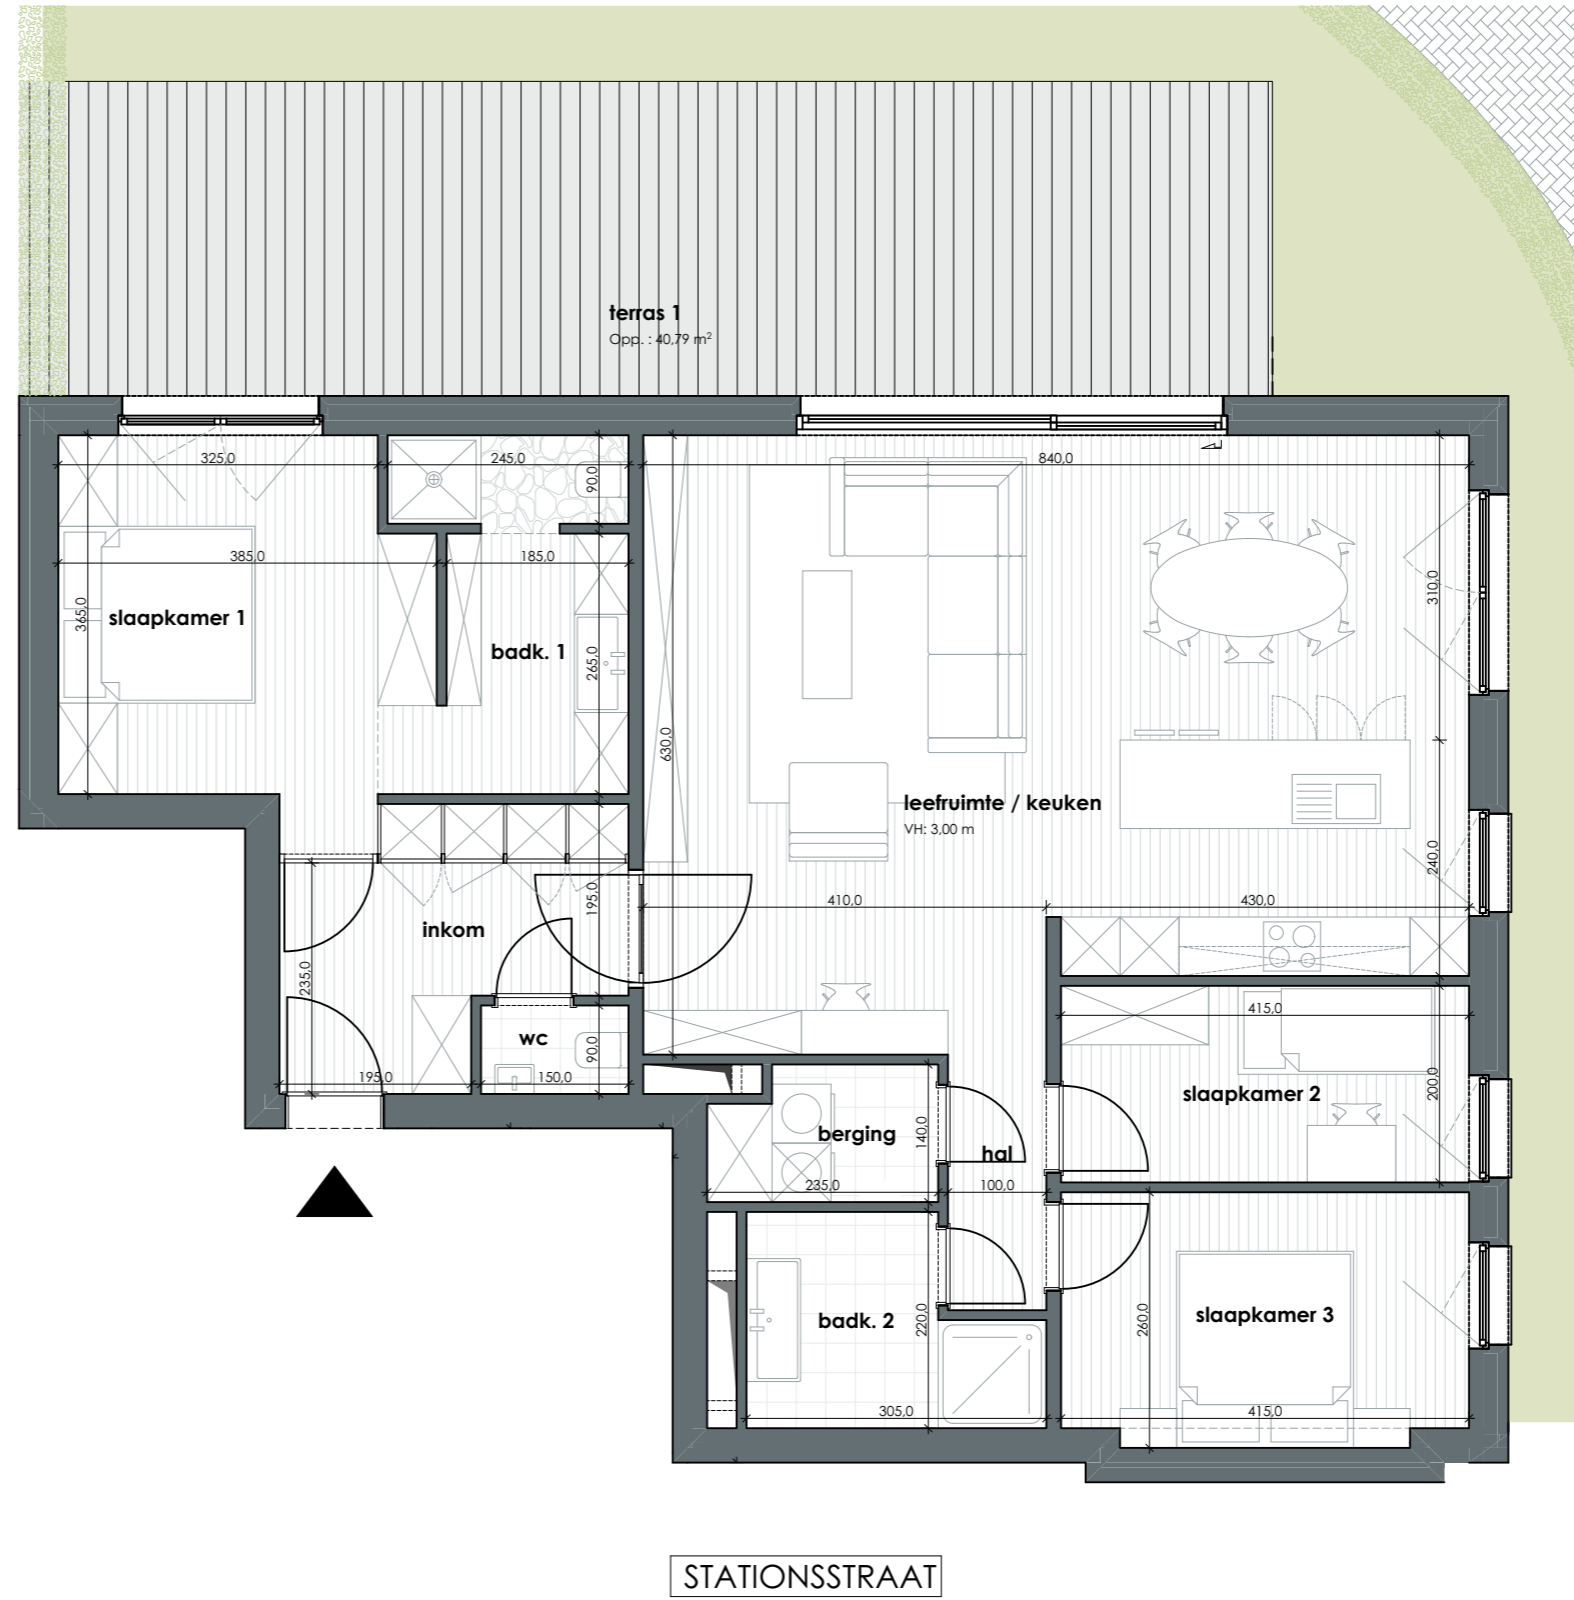 terras 1
Opp. : 40,79 m²
325,0
245,0
90,0
840,0
385,0
185,0
365,0
slaapkamer 1
badk. 1
265,0
310,0
630,0
leefruimte / keuken
VH: 3,00 m
240,0
410,0
430,0
195,0
inkom
235,0
wc
90,0
195,0
150,0
415,0
slaapkamer 2
200,0
berging
140,0
hal
235,0
100,0
badk. 2
220,0
305,0
260,0
slaapkamer 3
415,0
STATIONSSTRAAT